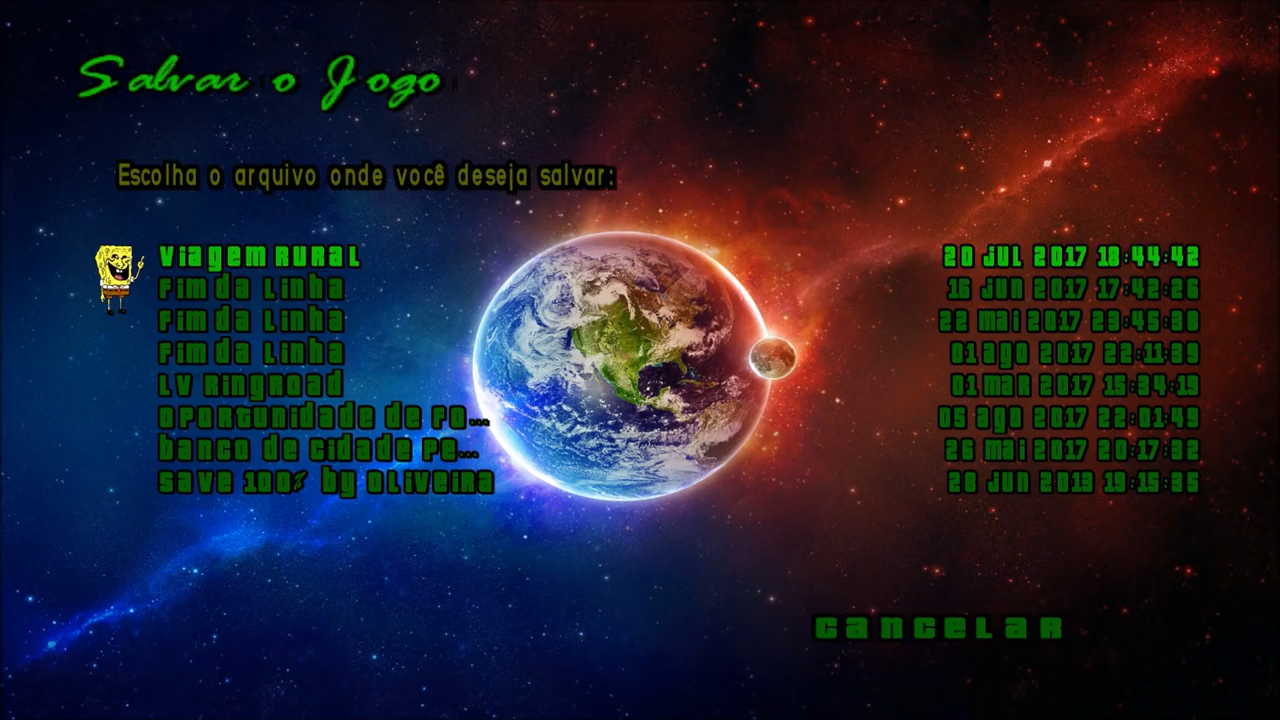 Salvar o Jogo
Escolha o arquivo onde você deseja salvar:
Viagem Rural 20 Jul 2017 18:44:42
Fim da Linha 16 Jun 2017 17:42:26
Fim da Linha 22 Mai 2017 23:45:38
Fim da Linha 01 Ago 2017 22:11:39
LV RingRoad 01 Mar 2017 15:34:19
Oportunidade de Fo...  05 Ago 2017 22:01:49
Banco de Cidade Pe... 26 Mai 2017 20:17:32
Save 100% by Oliveira 28 Jun 2013 19:15:35
Cancelar